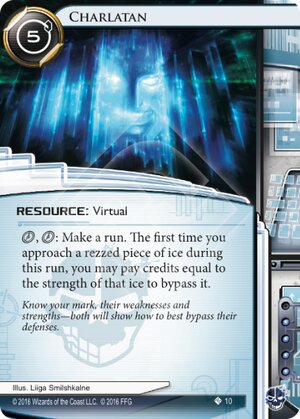 CHARLATAN
5
RESOURCE: Virtual
, : Make a run. The first time you
approach a rezzed piece of ice during
this run, you may pay credits equal to
the strength of that ice to bypass it.
Know your mark, their weaknesses and
strengths—both will show how to best bypass their
defenses.
Illus. Liiga Smilshkalne
© 2016 Wizards of the Coast LLC. © 2016 FFG
10